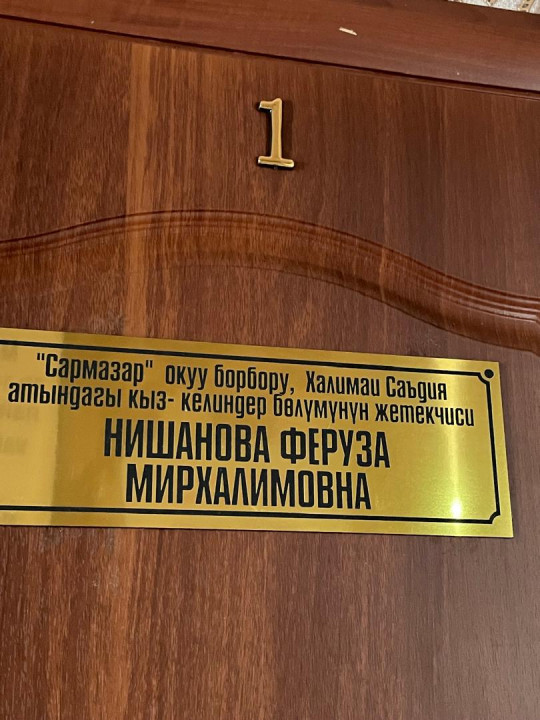 1
"Сармазар" окуу борбору, Халимаи Саъдия
атындагы кыз- келиндер бөлүмүнүн жетекчиси
НИШАНОВА ФЕРУЗА
МИРХАЛИМОВНА